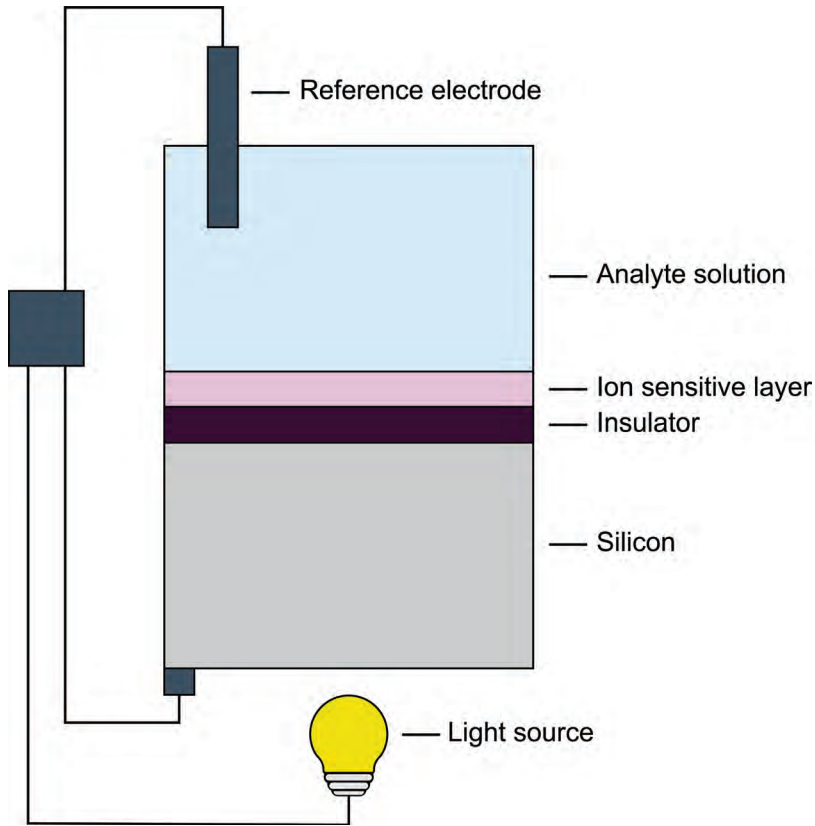 Reference electrode
Analyte solution
Ion sensitive layer
Insulator
Silicon
Light source